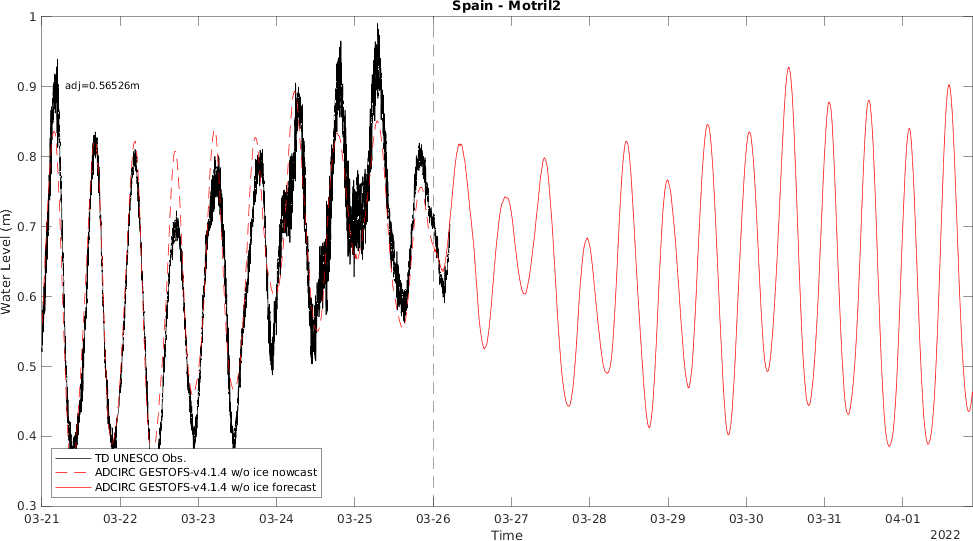 Spain - Motril2
1
0.9
0.8
0.7
0.6
0.5
0.4
0.3
Water Level (m)
adj=0.56526m
TD UNESCO Obs.
ADCIRC GESTOFS-v4.1.4 w/o ice nowcast
ADCIRC GESTOFS-v4.1.4 w/o ice forecast
03-21 03-22 03-23 03-24 03-25 03-26 03-27 03-28 03-29 03-30 03-31 04-01
Time
2022